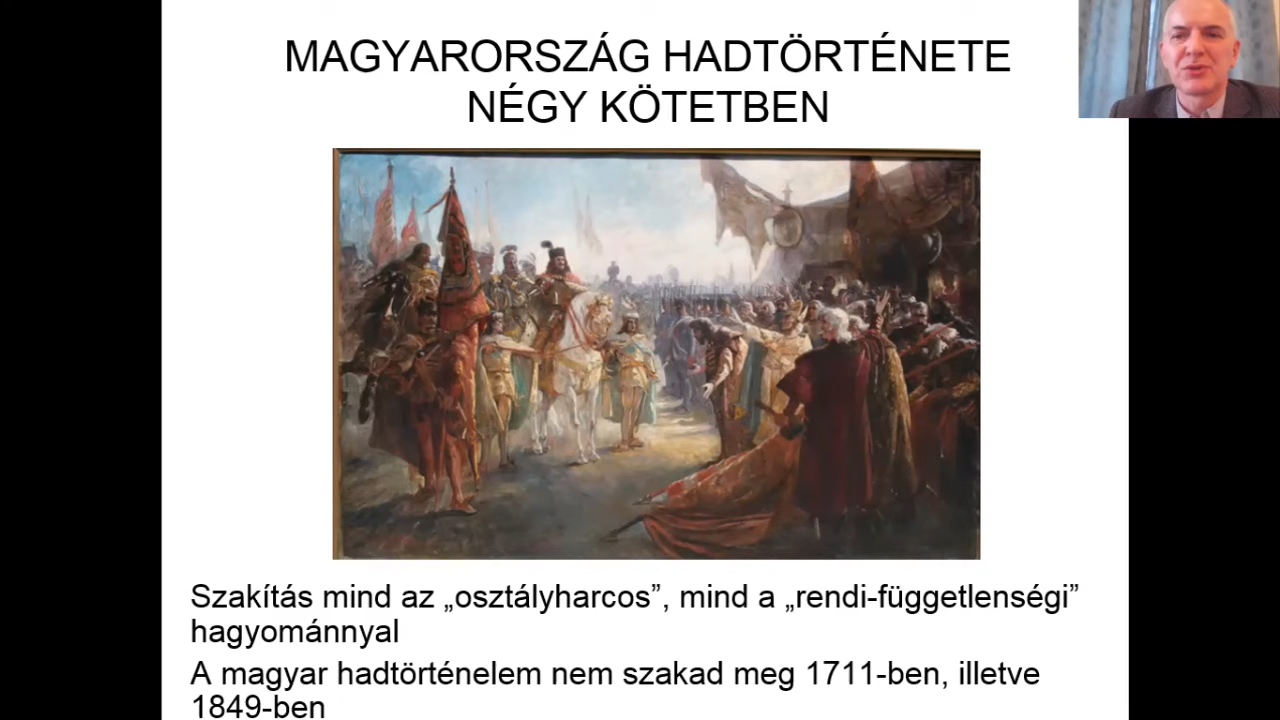 MAGYARORSZÁG HADTÖRTÉNETE
NÉGY KÖTETBEN
Szakítás mind az „osztályharcos”, mind a „rendi-függetlenségi”
hagyománnyal
A magyar hadtörténelem nem szakad meg 1711-ben, illetve
1849-ben